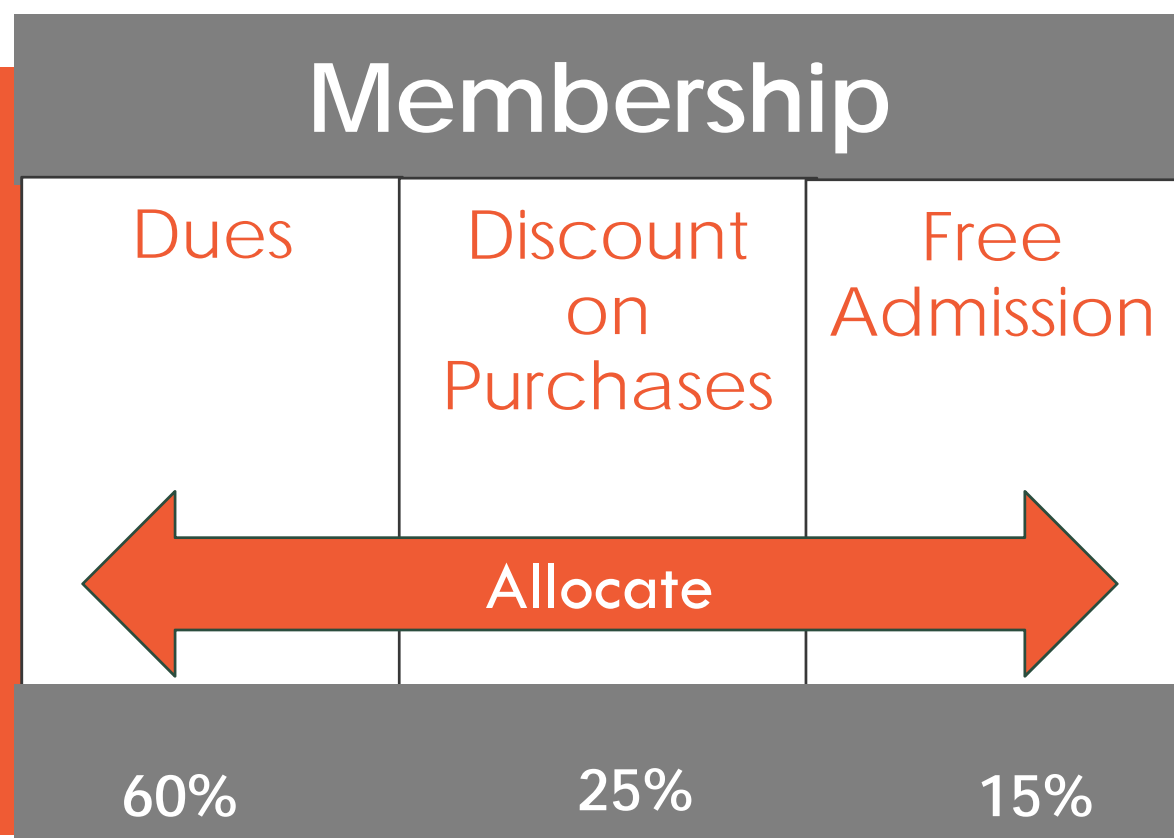 Membership
Dues
Discount
on
Purchases
Free
Admission
Allocate
60%
25%
15%